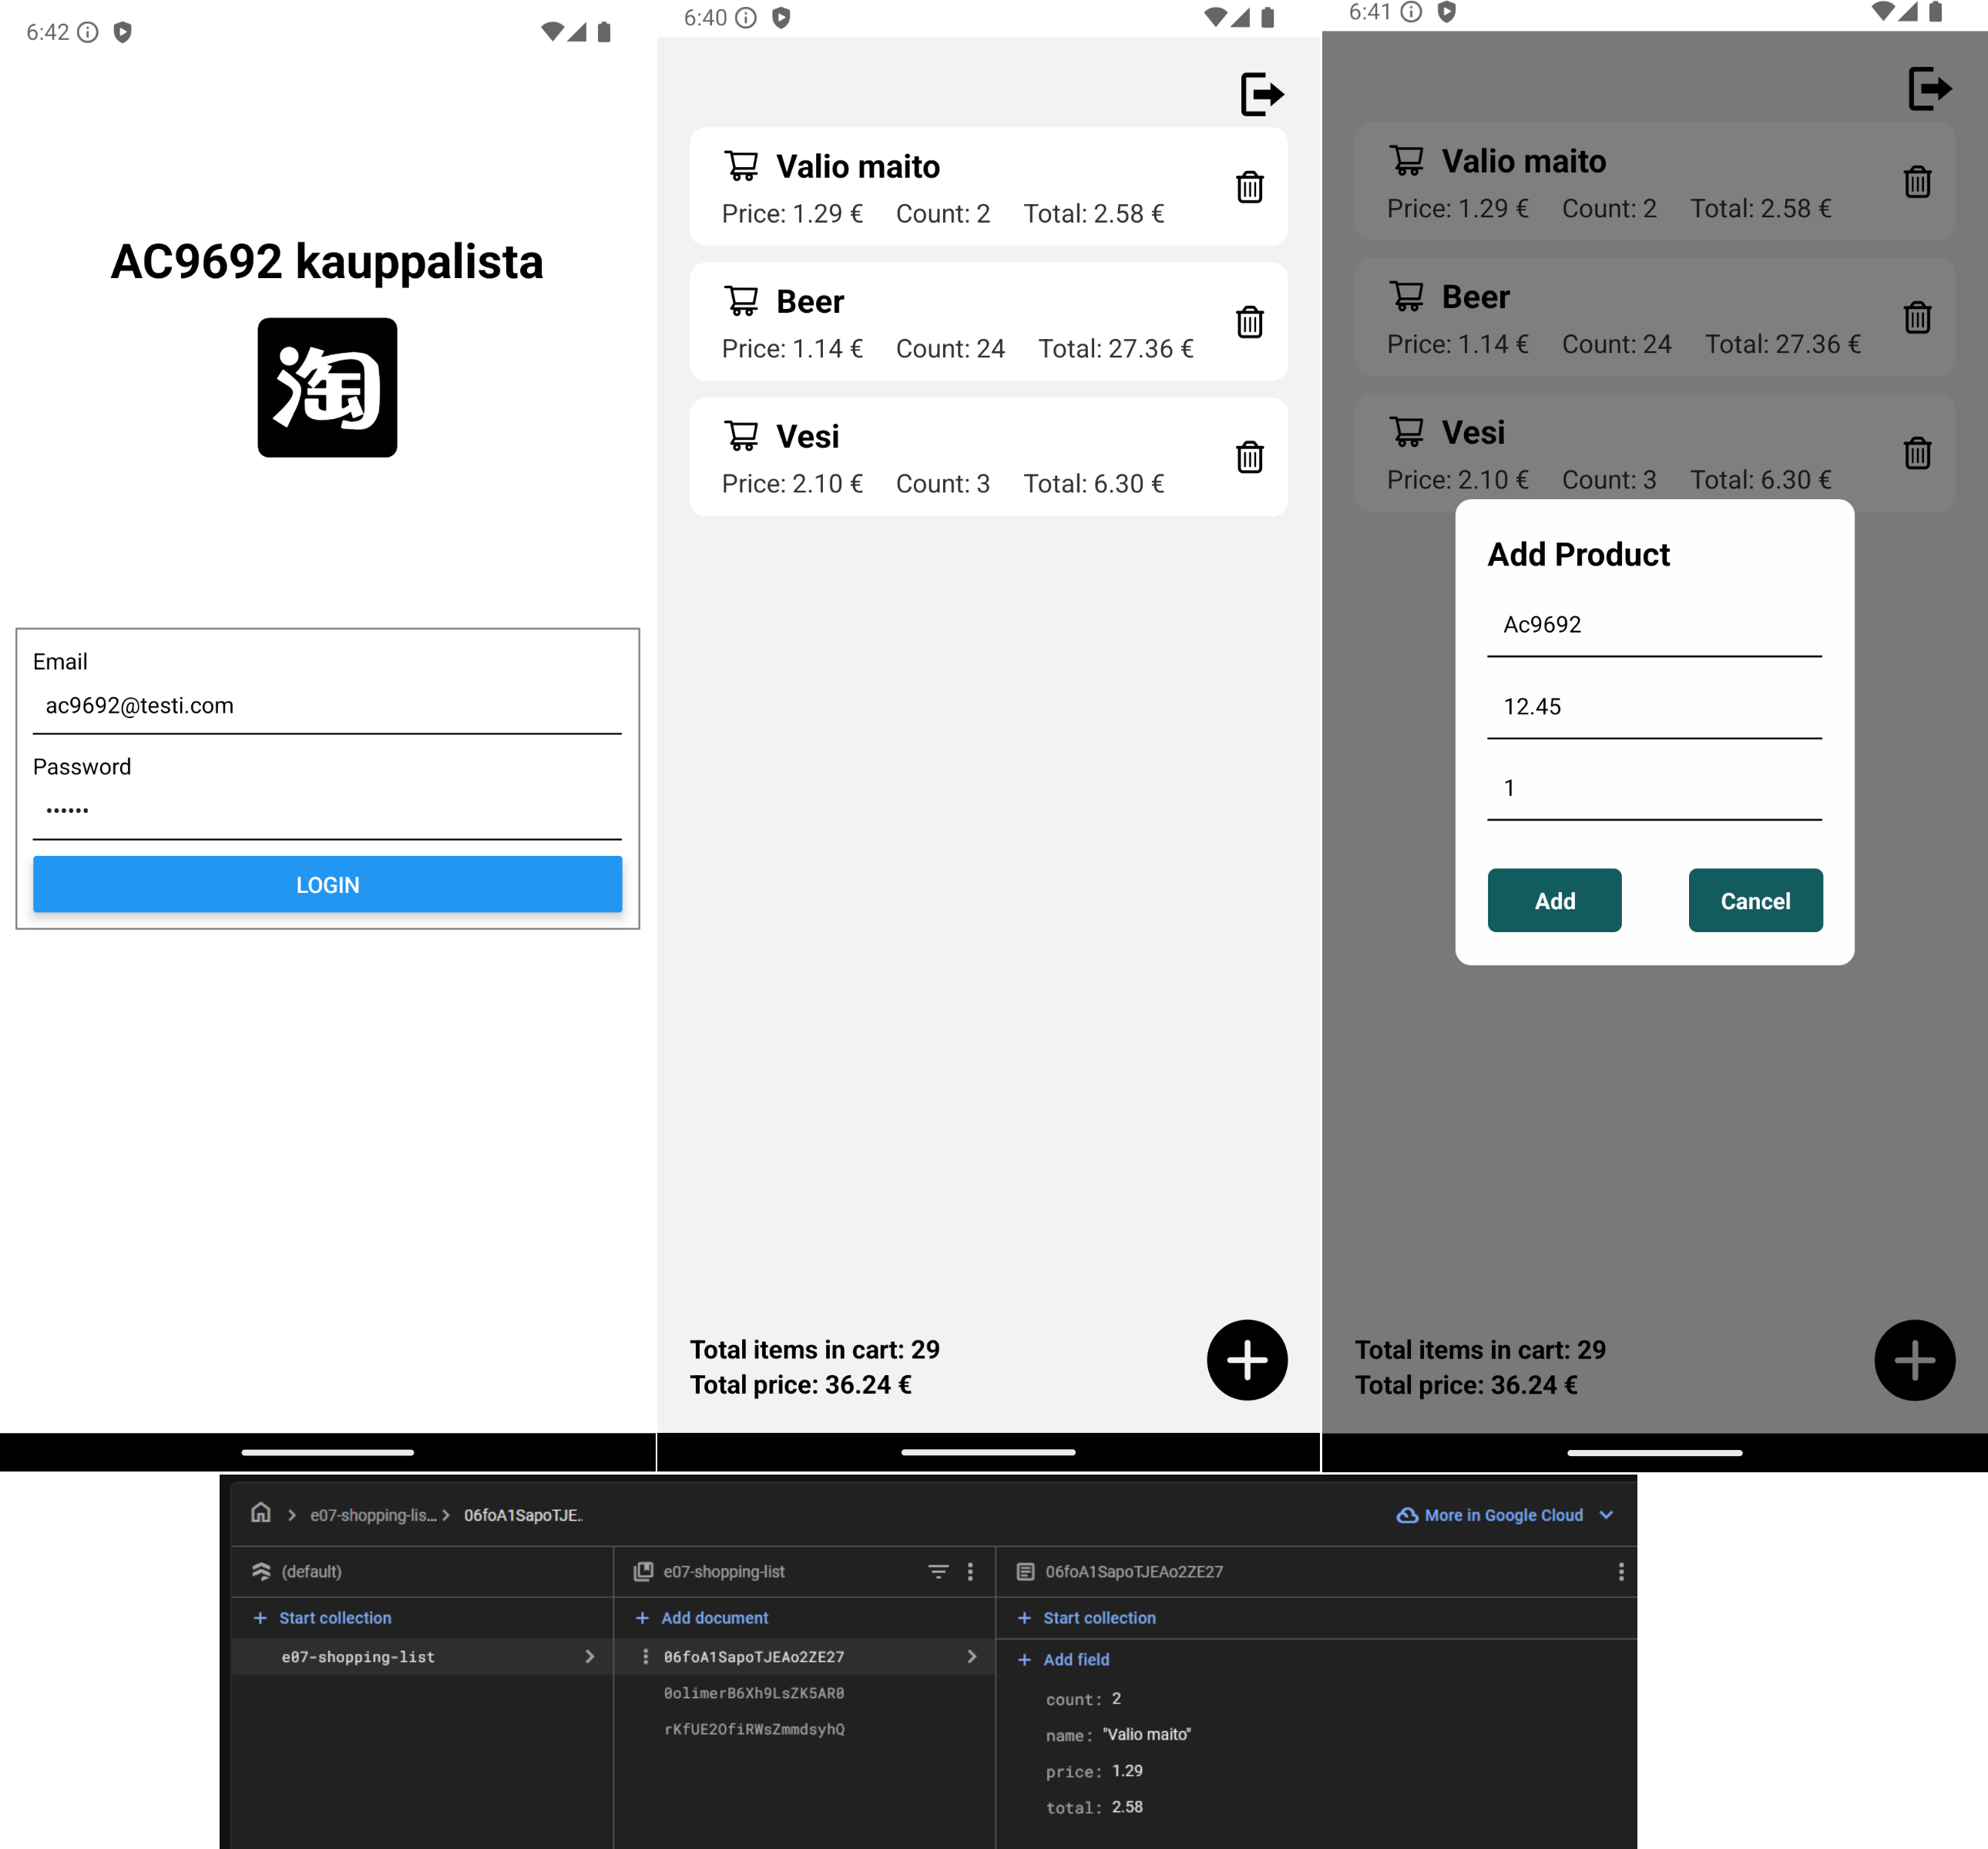 6:42
AC9692 kauppalista
淘
Email
ac9692@testi.com
Password
••••••
LOGIN
6:40
Valio maito
Price: 1.29 € Count: 2 Total: 2.58 €
Beer
Price: 1.14 € Count: 24 Total: 27.36 €
Vesi
Price: 2.10 € Count: 3 Total: 6.30 €
Total items in cart: 29
Total price: 36.24 €
6:41
Valio maito
Price: 1.29 € Count: 2 Total: 2.58 €
Beer
Price: 1.14 € Count: 24 Total: 27.36 €
Vesi
Price: 2.10 € Count: 3 Total: 6.30 €
Add Product
Ac9692
12.45
1
Add Cancel
Total items in cart: 29
Total price: 36.24 €
e07-shopping-lis... > 06foA1SapoTJE.. More in Google Cloud
(default)
+ Start collection
e07-shopping-list
e07-shopping-list
+ Add document
06foA1SapoTJEAo2ZE27
0olimerB6Xh9LsZK5AR0
rKfUE2OfiRWsZmmdsyhQ
06foA1SapoTJEAo2ZE27
+ Start collection
+ Add field
count: 2
name: "Valio maito"
price: 1.29
total: 2.58